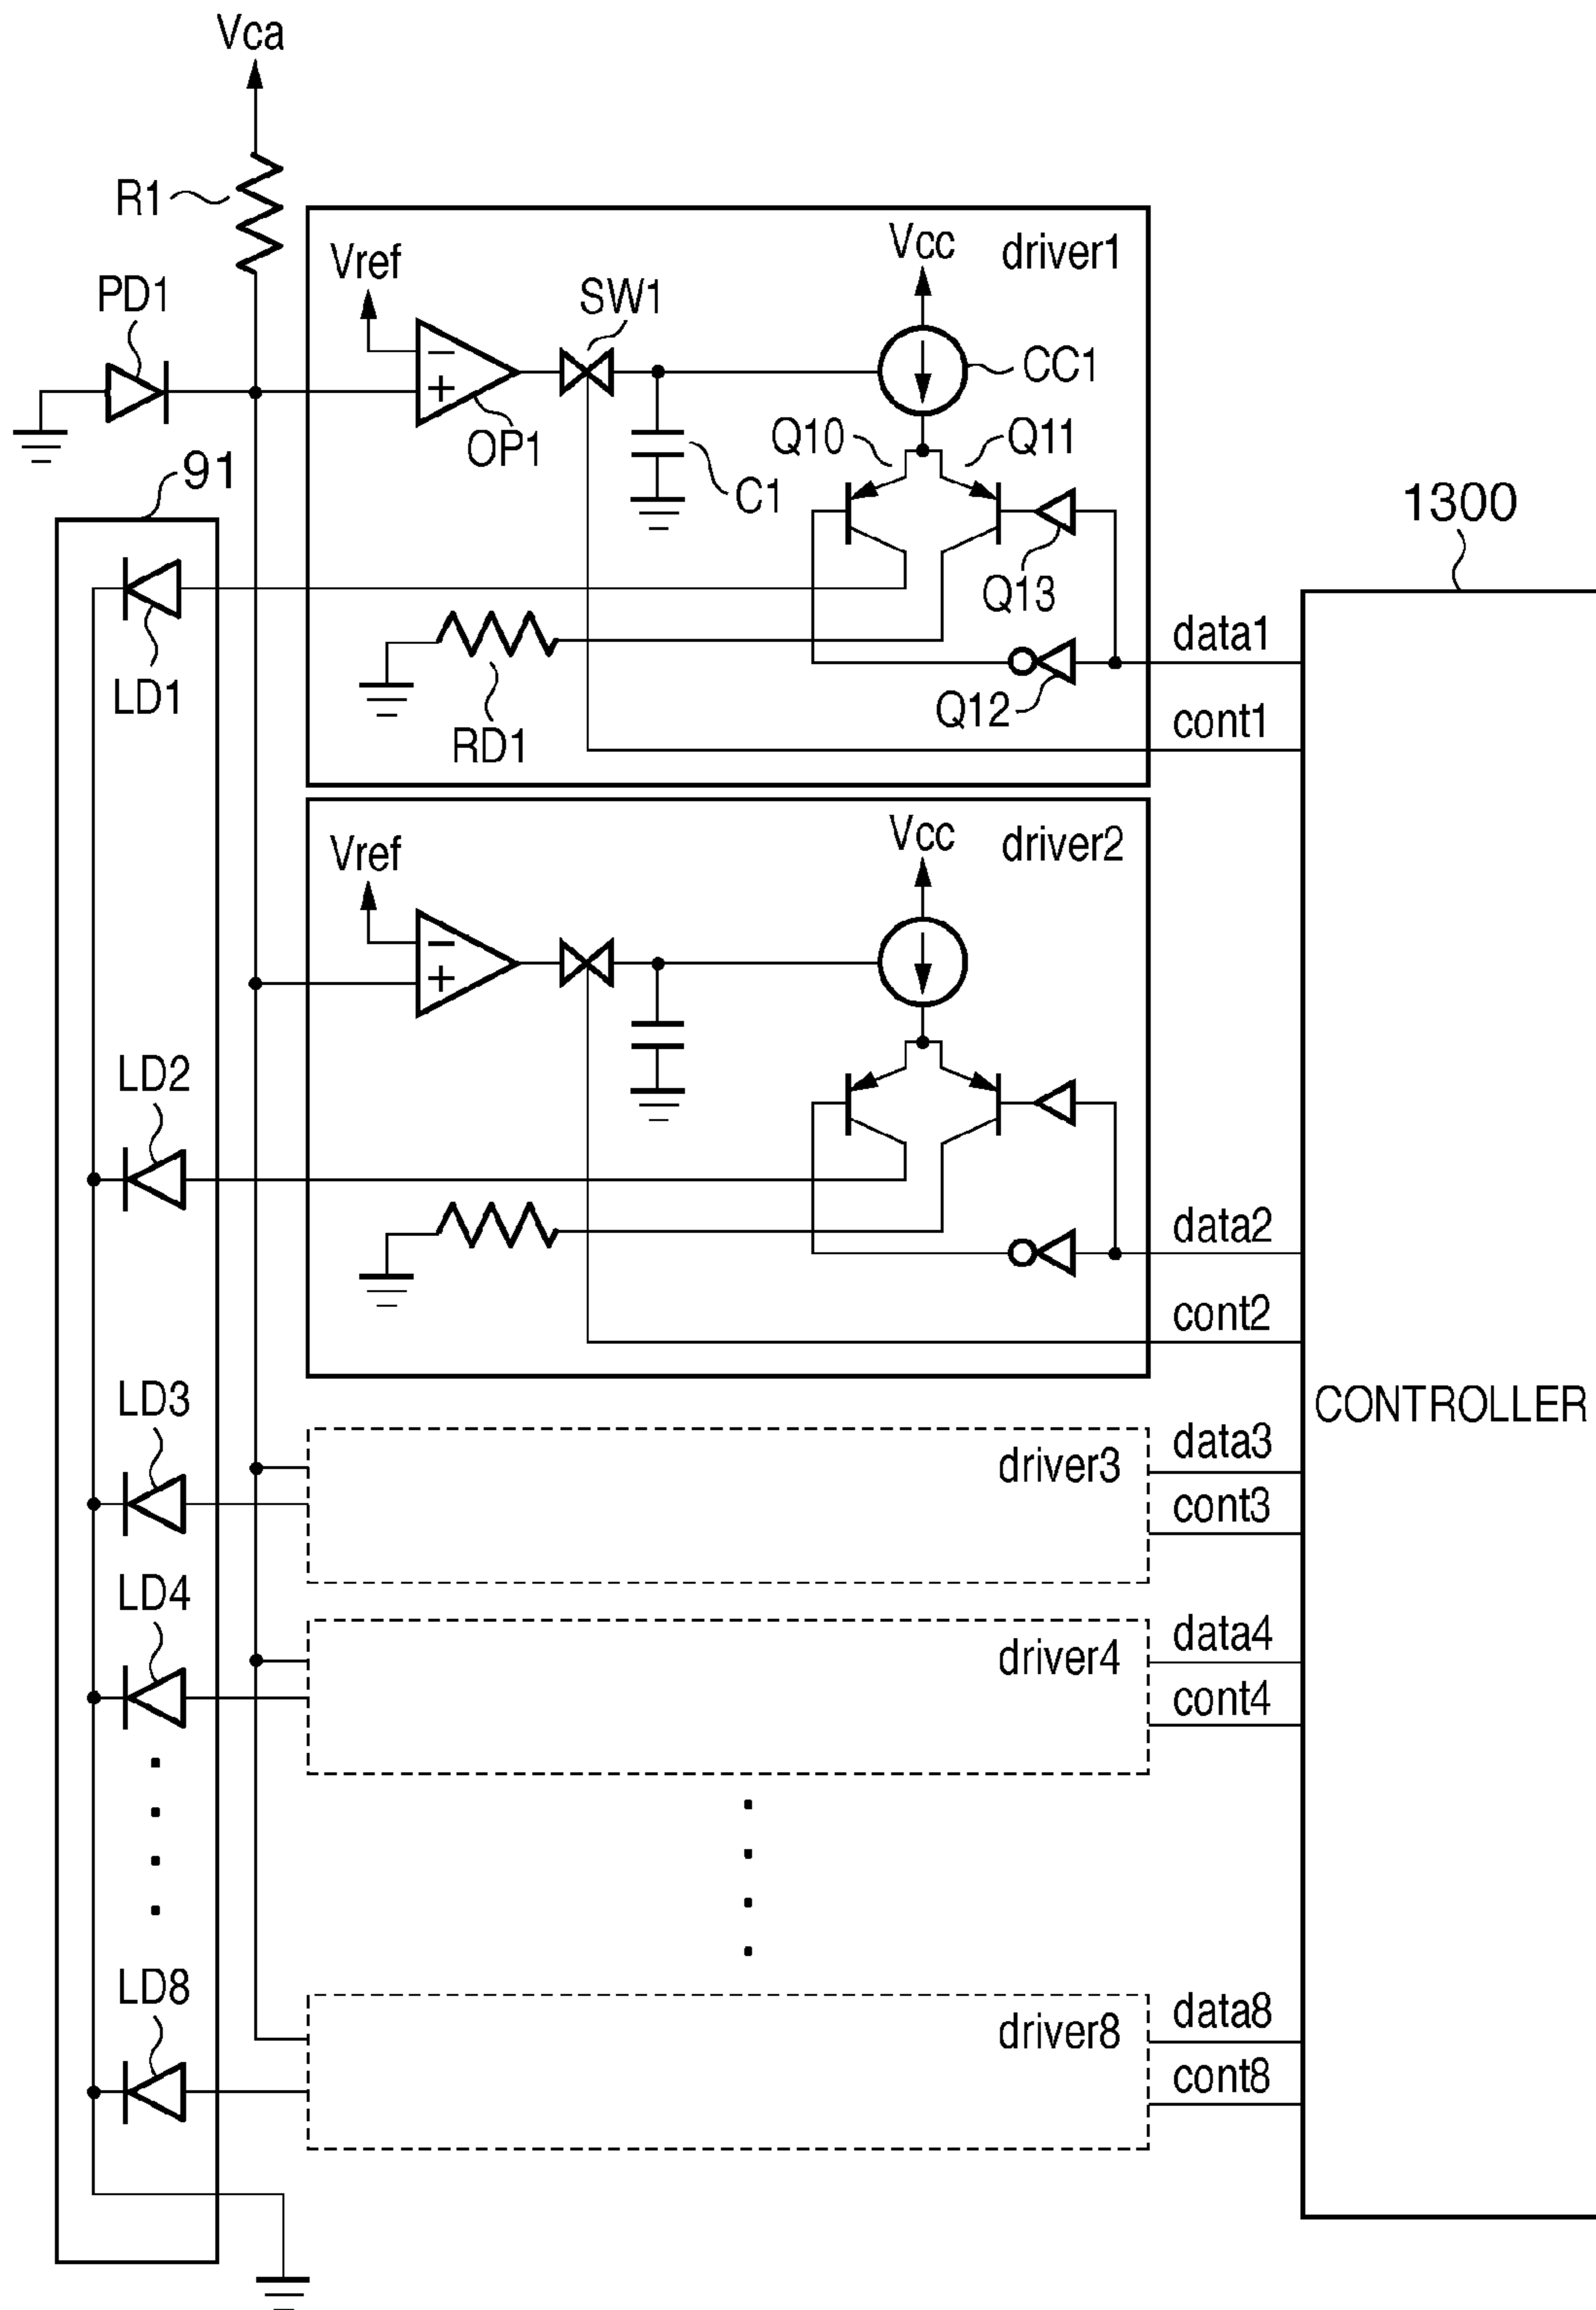 Vca
R1
PD1
Vref
SW1
Vcc
driver1
CC1
OP1
Q10
Q11
C1
91
1300
Q13
data1
LD1
Q12
RD1
cont1
Vref
Vcc
driver2
LD2
data2
cont2
LD3
CONTROLLER
driver3
data3
cont3
LD4
driver4
data4
cont4
LD8
driver8
data8
cont8